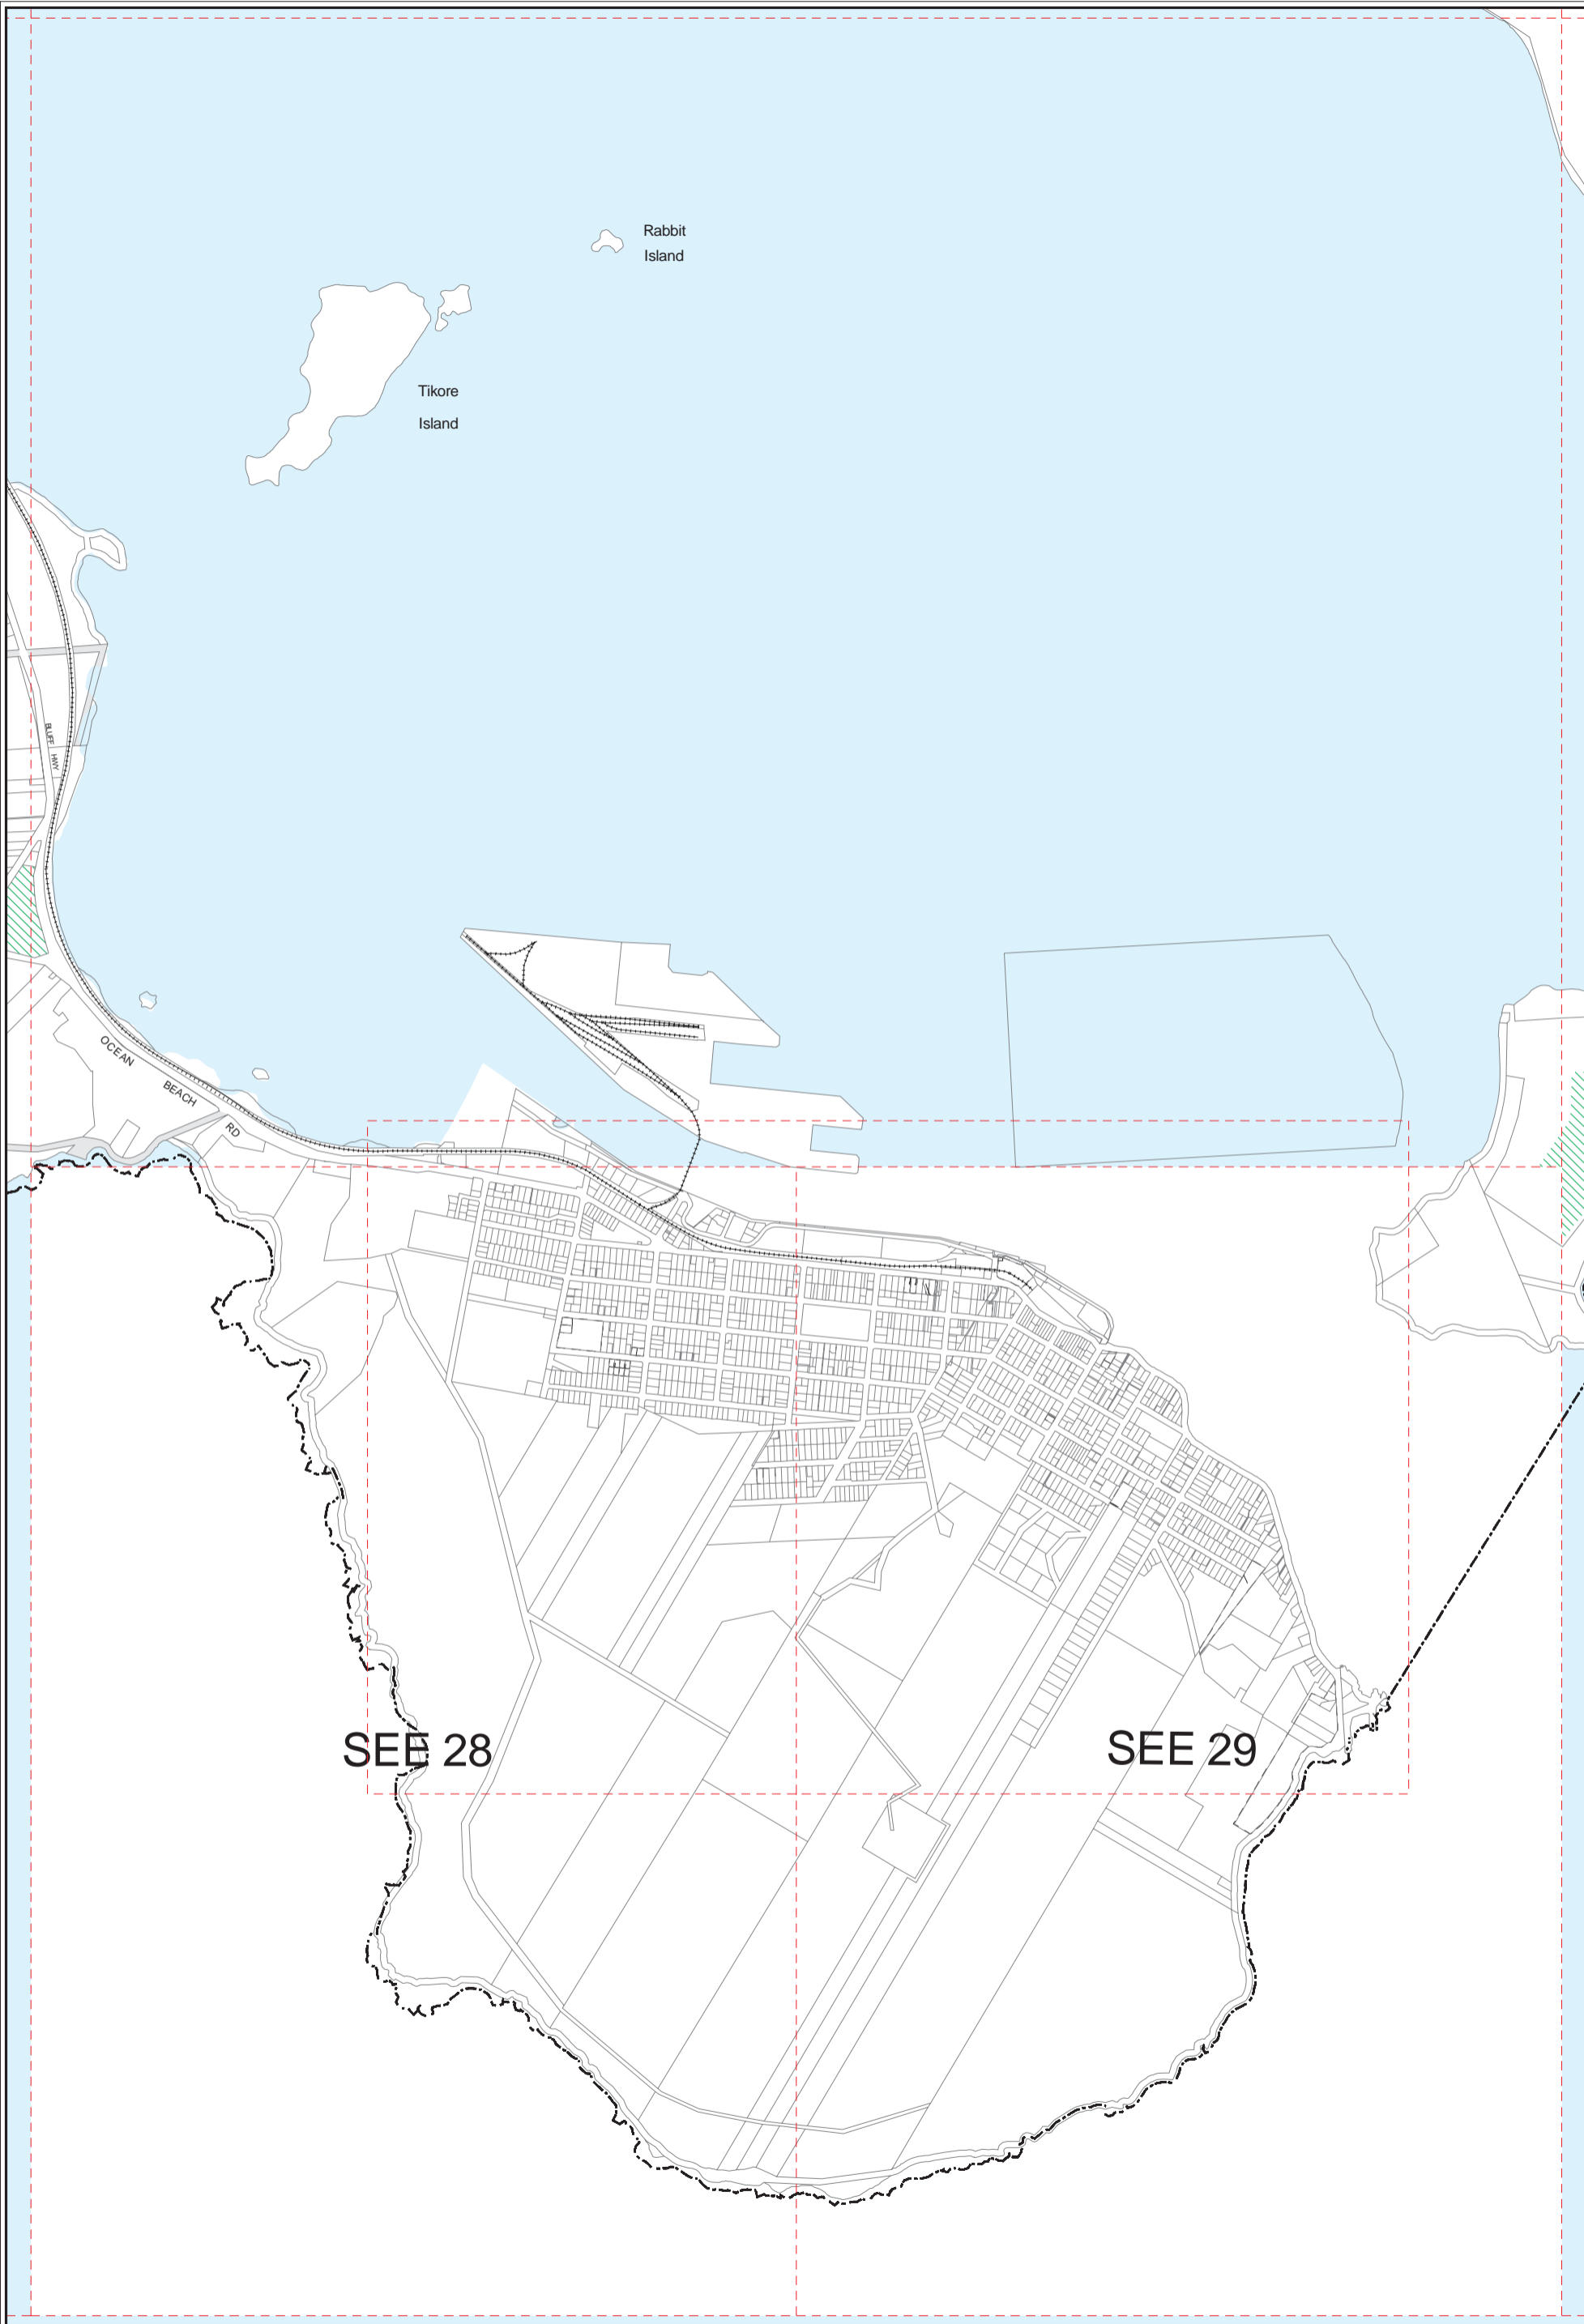 Rabbit
Island
Tikore
Island
BLUFF HWY
OCEAN BEACH RD
SEE 28
SEE 29